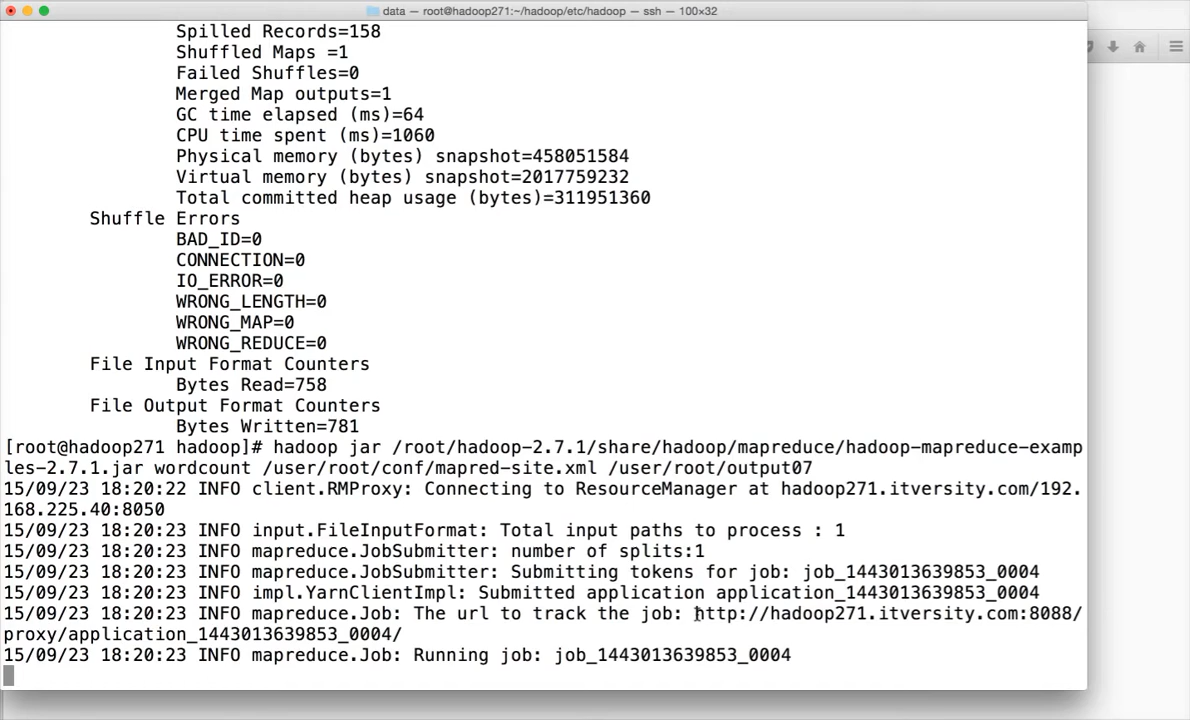 data — root@hadoop271:~/hadoop/etc/hadoop — ssh — 100×32
Spilled Records=158
Shuffled Maps =1
Failed Shuffles=0
Merged Map outputs=1
GC time elapsed (ms)=64
CPU time spent (ms)=1060
Physical memory (bytes) snapshot=458051584
Virtual memory (bytes) snapshot=2017759232
Total committed heap usage (bytes)=311951360
Shuffle Errors
BAD_ID=0
CONNECTION=0
IO_ERROR=0
WRONG_LENGTH=0
WRONG_MAP=0
WRONG_REDUCE=0
File Input Format Counters
Bytes Read=758
File Output Format Counters
Bytes Written=781
[root@hadoop271 hadoop]# hadoop jar /root/hadoop-2.7.1/share/hadoop/mapreduce/hadoop-mapreduce-examp
les-2.7.1.jar wordcount /user/root/conf/mapred-site.xml /user/root/output07
15/09/23 18:20:22 INFO client.RMProxy: Connecting to ResourceManager at hadoop271.itversity.com/192.
168.225.40:8050
15/09/23 18:20:23 INFO input.FileInputFormat: Total input paths to process : 1
15/09/23 18:20:23 INFO mapreduce.JobSubmitter: number of splits:1
15/09/23 18:20:23 INFO mapreduce.JobSubmitter: Submitting tokens for job: job_1443013639853_0004
15/09/23 18:20:23 INFO impl.YarnClientImpl: Submitted application application_1443013639853_0004
15/09/23 18:20:23 INFO mapreduce.Job: The url to track the job: http://hadoop271.itversity.com:8088/
proxy/application_1443013639853_0004/
15/09/23 18:20:23 INFO mapreduce.Job: Running job: job_1443013639853_0004